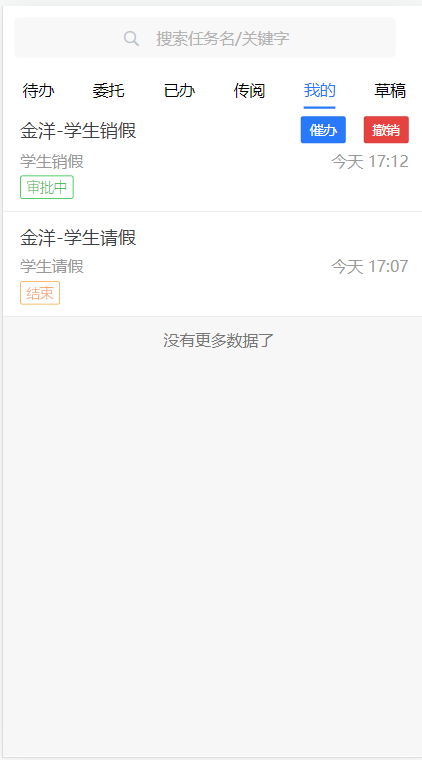 搜索任务名/关键字
待办 委托 已办 传阅 我的 草稿
金洋-学生销假 催办 撤销
学生销假 今天 17:12
审批中
金洋-学生请假
学生请假 今天 17:07
结束
没有更多数据了